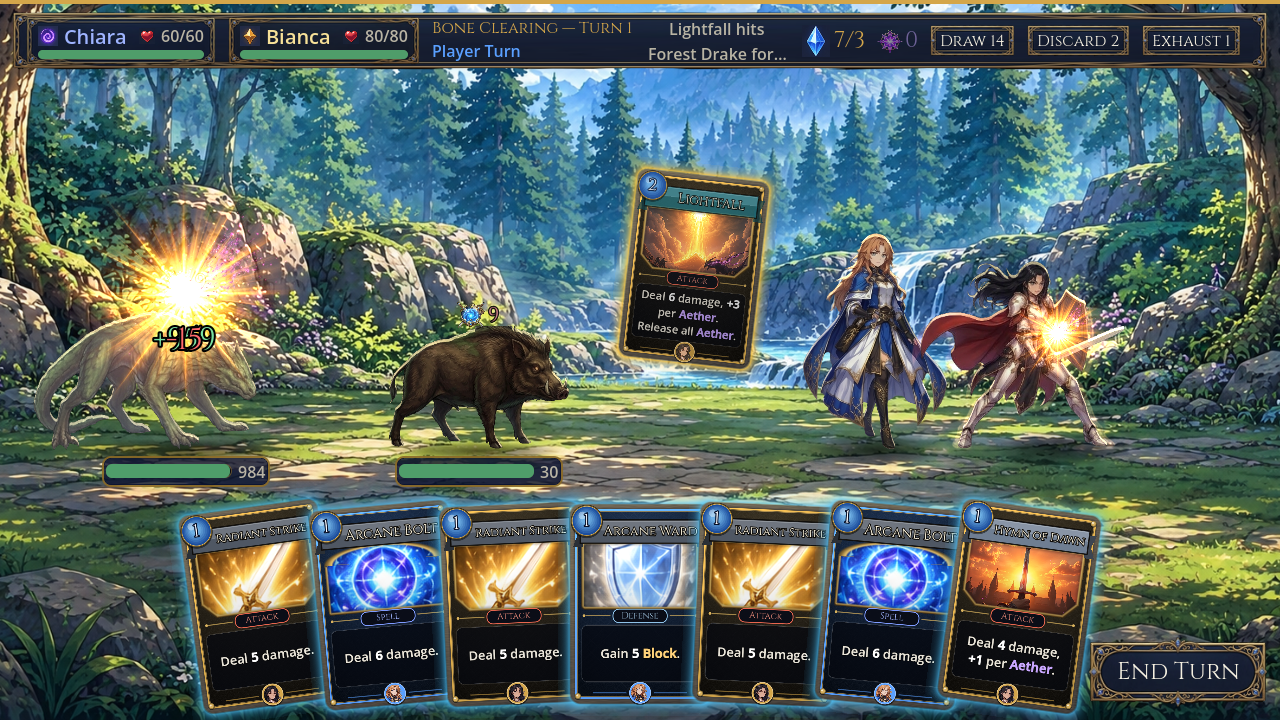 Chiara 60/60
Bianca 80/80
Bone Clearing — Turn 1
Player Turn
Lightfall hits
Forest Drake for...
7/3
0
Draw 14
Discard 2
Exhaust 1
2
Lightfall
Attack
Deal 6 damage, +3
per Aether.
Release all Aether.
9
984
30
1
Radiant Strike
Attack
Deal 5 damage.
1
Arcane Bolt
Spell
Deal 6 damage.
1
Radiant Strike
Attack
Deal 5 damage.
1
Arcane Ward
Defense
Gain 5 Block.
1
Radiant Strike
Attack
Deal 5 damage.
1
Arcane Bolt
Spell
Deal 6 damage.
1
Hymn of Dawn
Attack
Deal 4 damage,
+1 per Aether.
End Turn